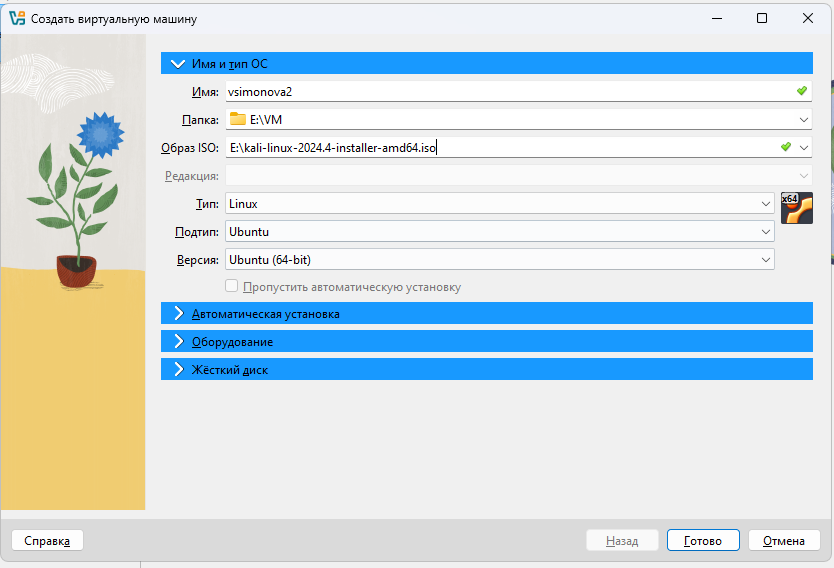 Создать виртуальную машину
Имя и тип ОС
Имя: vsimonova2
Папка: E:\VM
Образ ISO: E:\kali-linux-2024.4-installer-amd64.iso
Редакция:
Тип: Linux
x64
Подтип: Ubuntu
Версия: Ubuntu (64-bit)
Пропустить автоматическую установку
Автоматическая установка
Оборудование
Жёсткий диск
Справка Назад Готово Отмена